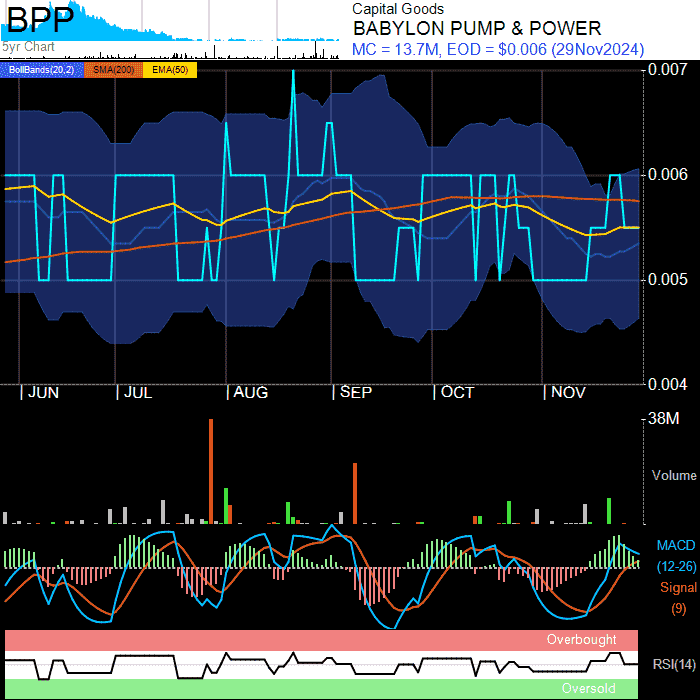 BPP
5yr Chart
Capital Goods
BABYLON PUMP & POWER
MC = 13.7M, EOD = $0.006 (29Nov2024)
BollBands(20,2) SMA(200) EMA(50)
0.007
0.006
0.005
0.004
JUN JUL AUG SEP OCT NOV
38M
Volume
MACD
(12-26)
Signal
(9)
Overbought
RSI(14)
Oversold